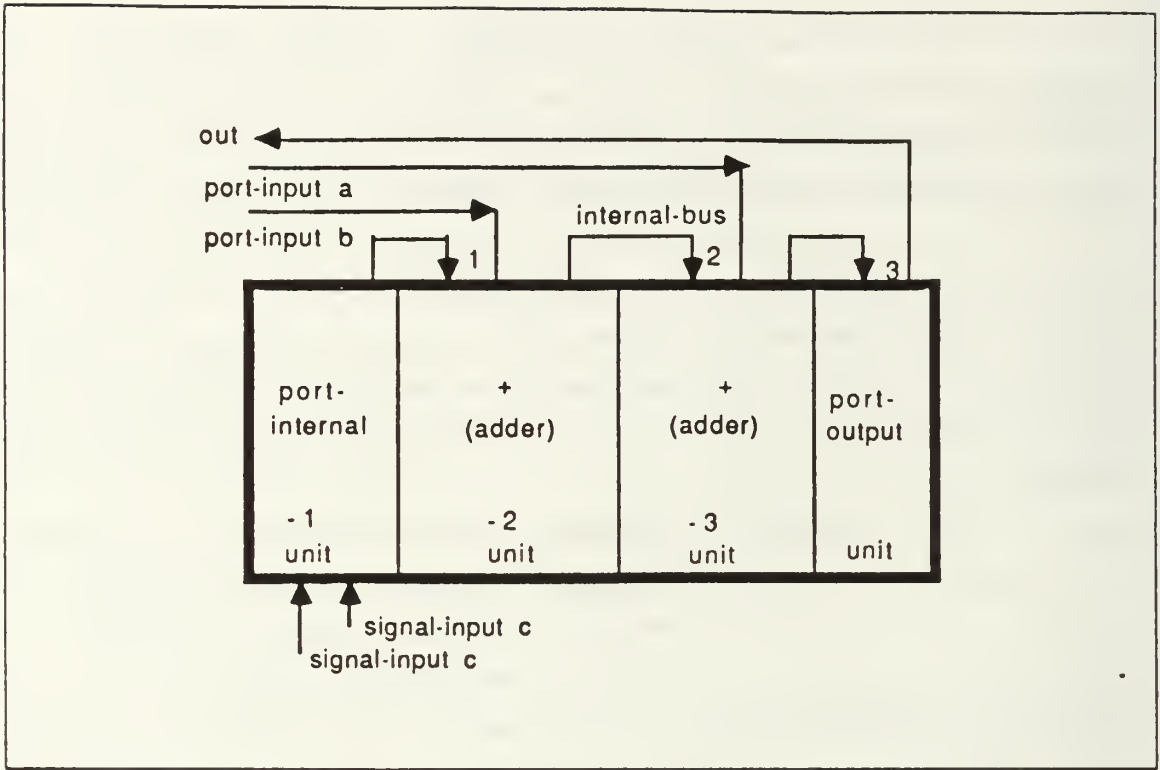 out
port-input a
internal-bus
port-input b
1
2
3
port-
internal
-1
unit
+
(adder)
-2
unit
+
(adder)
-3
unit
port-
output
unit
signal-input c
signal-input c